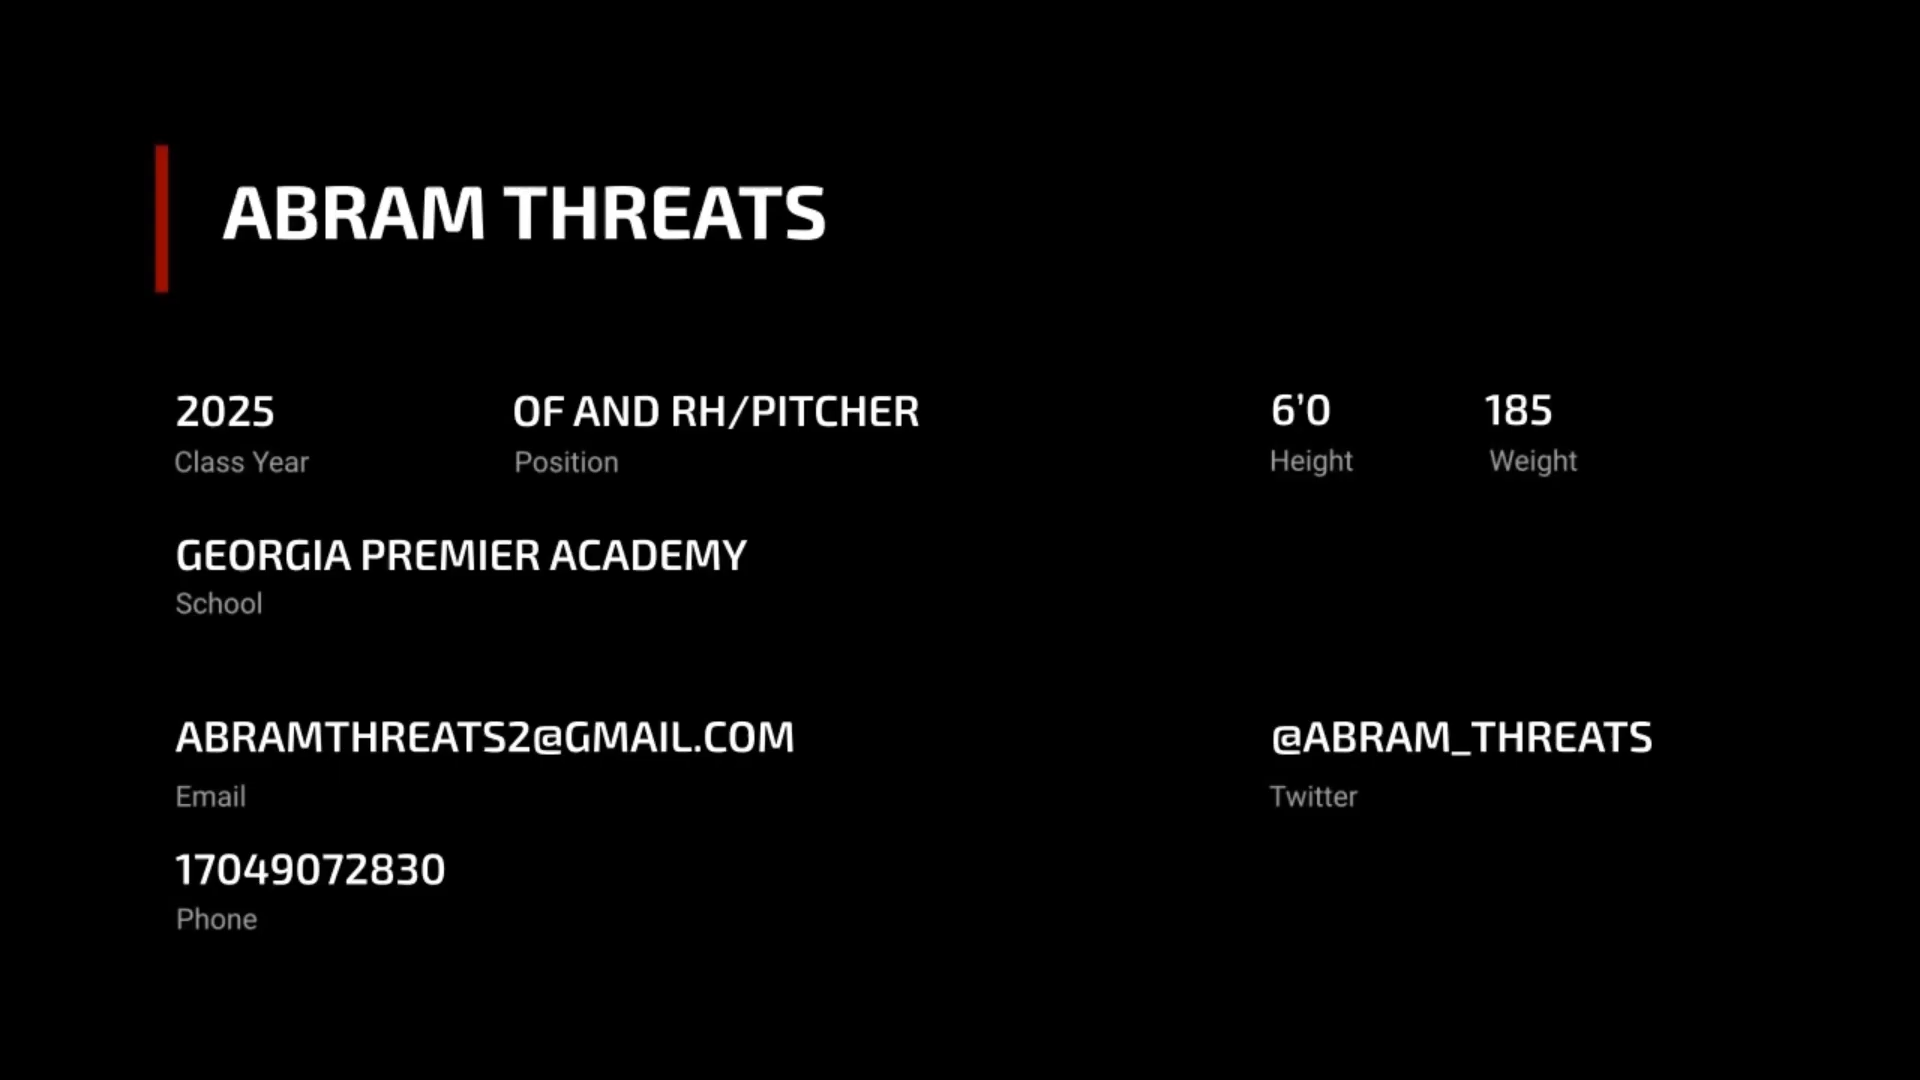 ABRAM THREATS
2025 OF AND RH/PITCHER 6'0 185
Class Year Position Height Weight
GEORGIA PREMIER ACADEMY
School
ABRAMTHREATS2@GMAIL.COM @ABRAM_THREATS
Email Twitter
17049072830
Phone